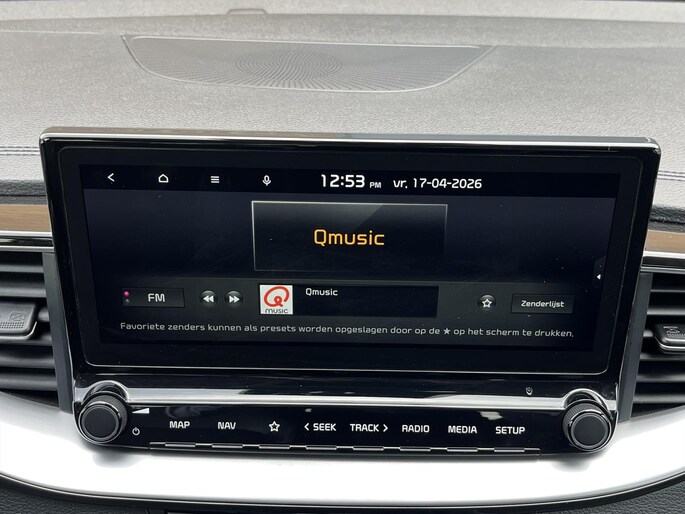 12:53 PM vr, 17-04-2026
Qmusic
FM
Q
music
Qmusic
Zenderlijst
Favoriete zenders kunnen als presets worden opgeslagen door op de ★ op het scherm te drukken.
MAP NAV SEEK TRACK RADIO MEDIA SETUP